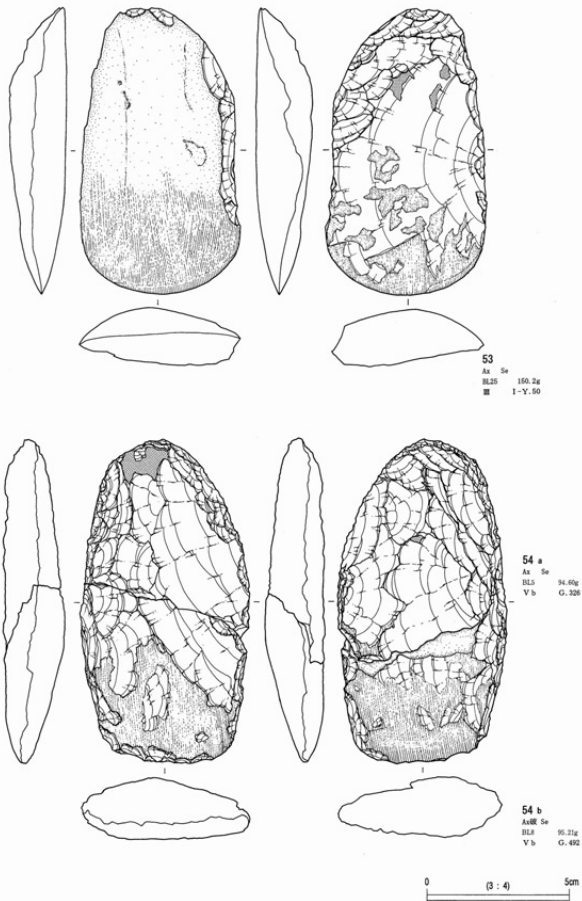 53
Ax Se
BL25 150.2g
Ⅲ I-Y.50
54 a
Ax Se
BL5 94.60g
V b G.326
54 b
Se
BL8 95.21g
V b G.492
0 (3 : 4) 5cm